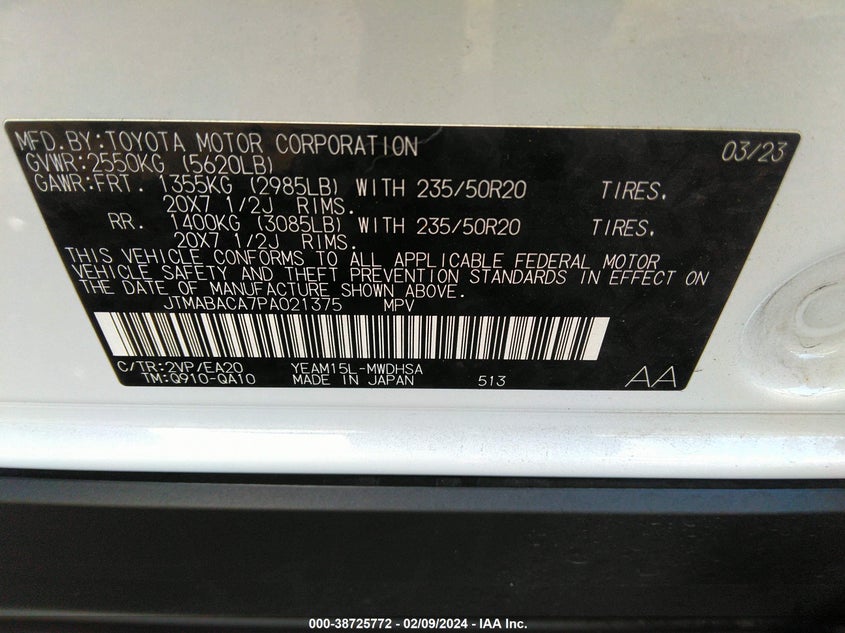 MFD.BY:TOYOTA MOTOR CORPORATION 03/23
GVWR:2550KG (5620LB)
GAWR:FRT. 1355KG (2985LB) WITH 235/50R20 TIRES,
20X7 1/2J RIMS.
RR. 1400KG (3085LB) WITH 235/50R20 TIRES,
20X7 1/2J RIMS.
THIS VEHICLE CONFORMS TO ALL APPLICABLE FEDERAL MOTOR
VEHICLE SAFETY AND THEFT PREVENTION STANDARDS IN EFFECT ON
THE DATE OF MANUFACTURE SHOWN ABOVE.
JTMABACA7PA021375 MPV
C/TR:2VP/EA20 YEAM15L-MWDHSA
TM:Q910-QA10 MADE IN JAPAN 513 AA
000-38725772 - 02/09/2024 - IAA Inc.